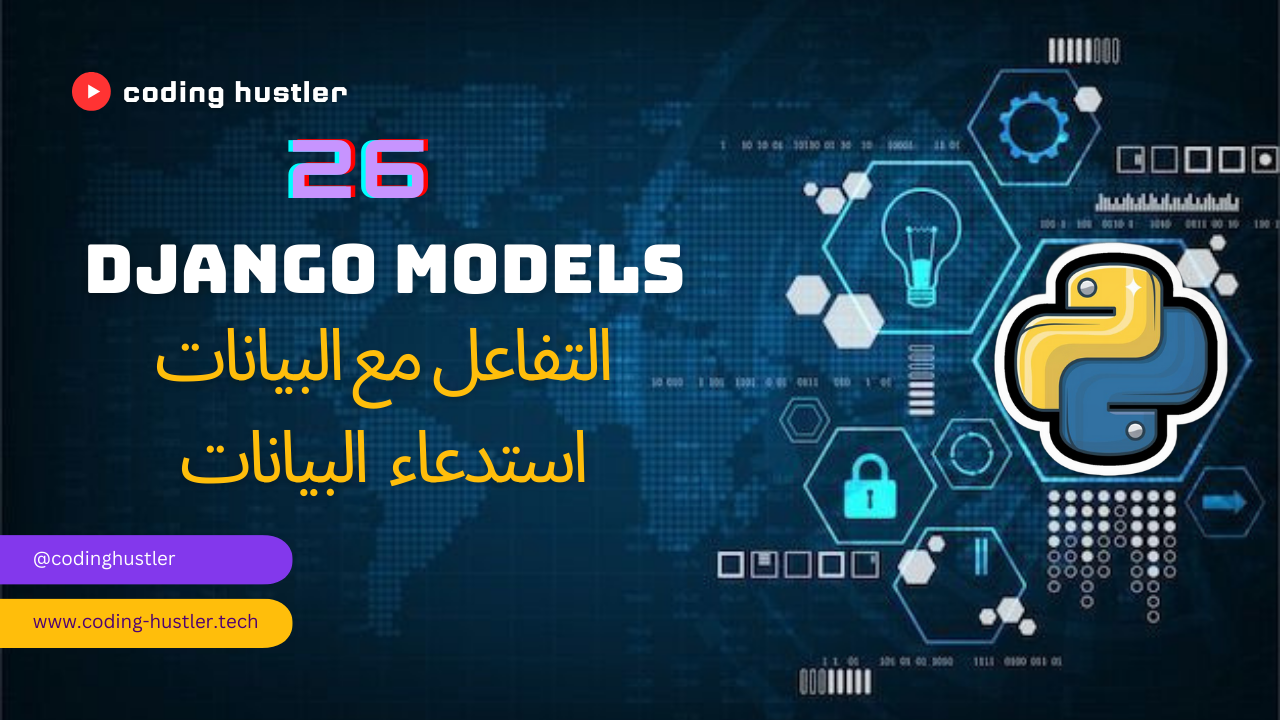 coding hustler
26
DJANGO MODELS
التفاعل مع البيانات
استدعاء البيانات
@codinghustler
www.coding-hustler.tech